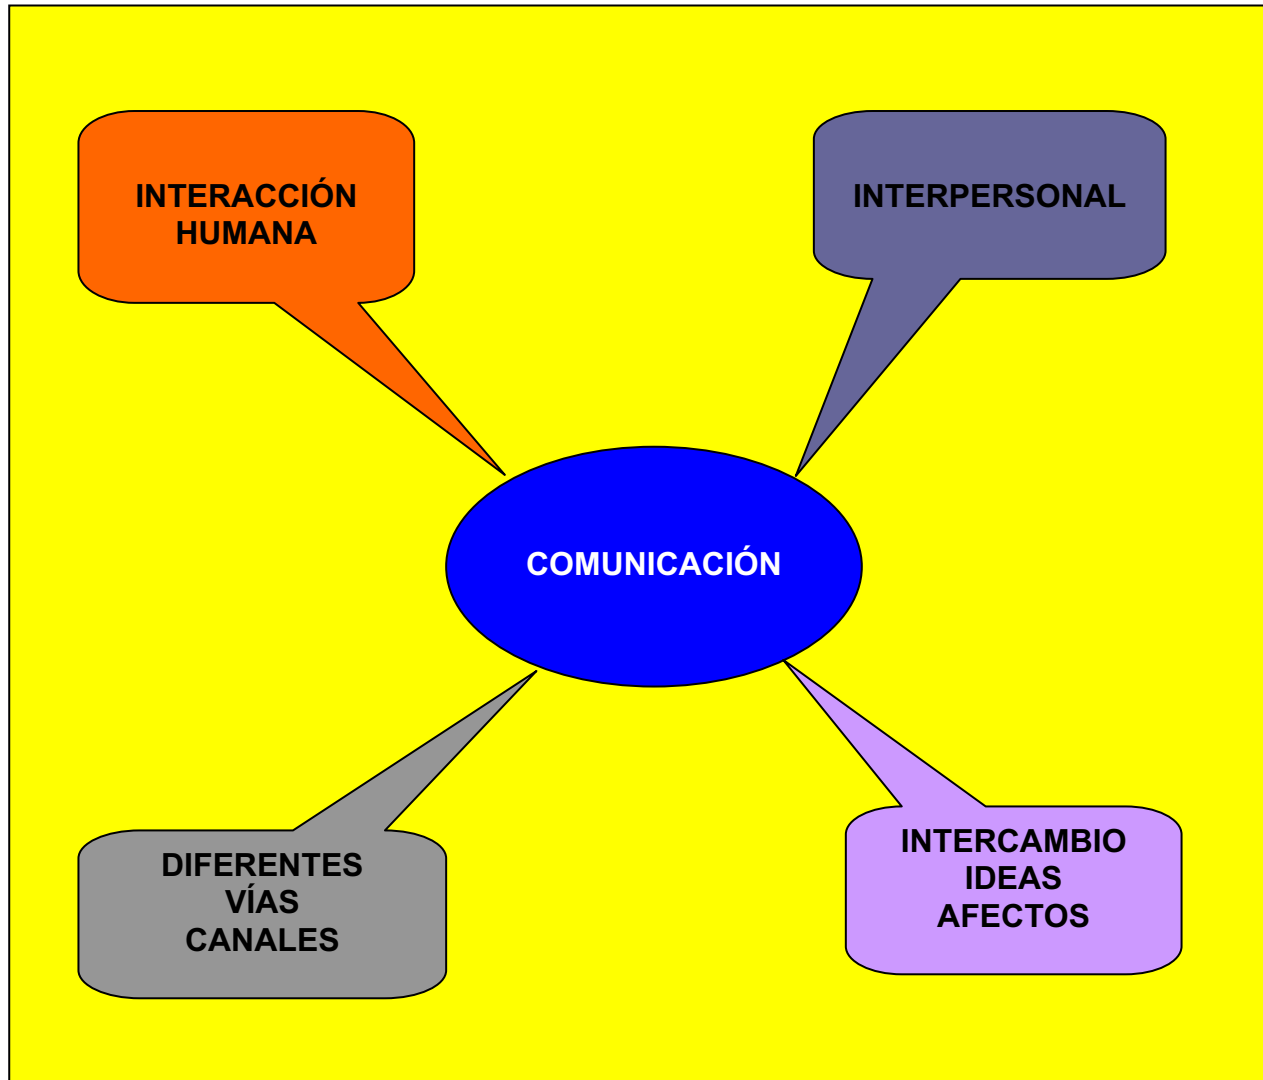 INTERACCIÓN
HUMANA
INTERPERSONAL
COMUNICACIÓN
DIFERENTES
VÍAS
CANALES
INTERCAMBIO
IDEAS
AFECTOS